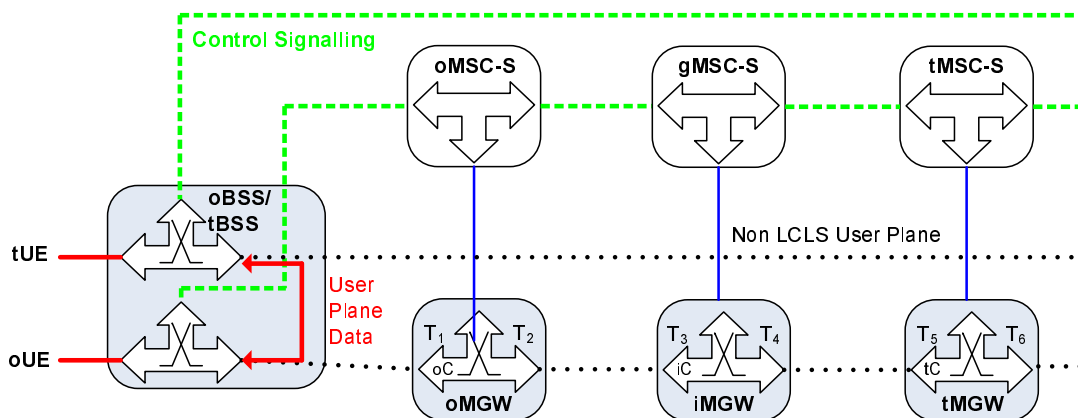 Control Signalling
oMSC-S
gMSC-S
tMSC-S
oBSS/
tBSS
Non LCLS User Plane
tUE
User
Plane
Data
T1
T2
T3
T4
T5
T6
oUE
oC
iC
tC
oMGW
iMGW
tMGW